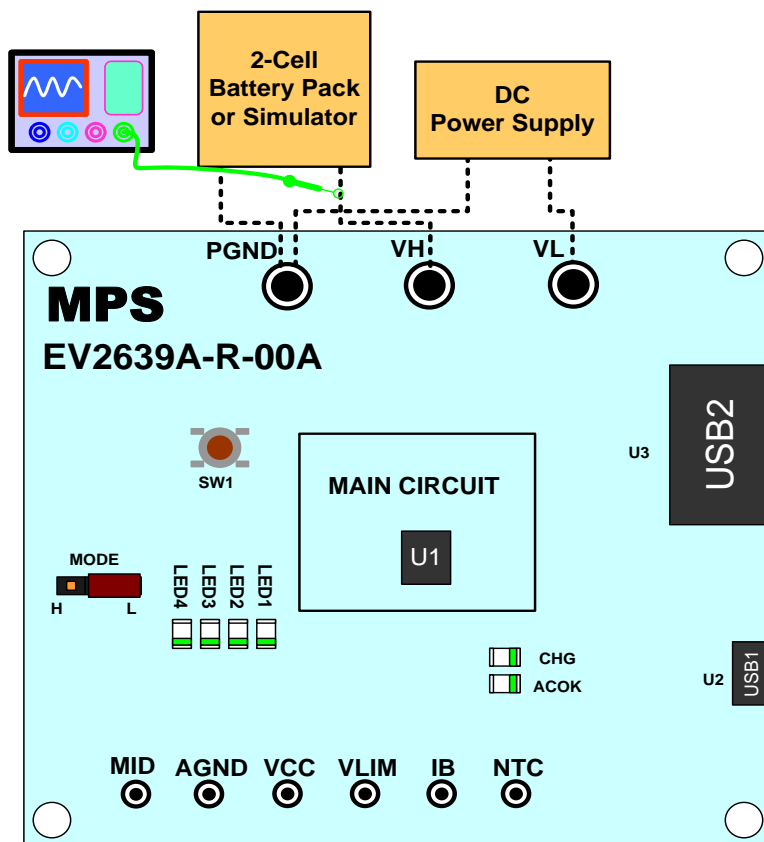 2-Cell
Battery Pack
or Simulator
DC
Power Supply
PGND
VH
VL
MPS
EV2639A-R-00A
SW1
MAIN CIRCUIT
U1
U3
USB2
MODE
H
L
LED4
LED3
LED2
LED1
CHG
ACOK
U2
USB1
MID
AGND
VCC
VLIM
IB
NTC